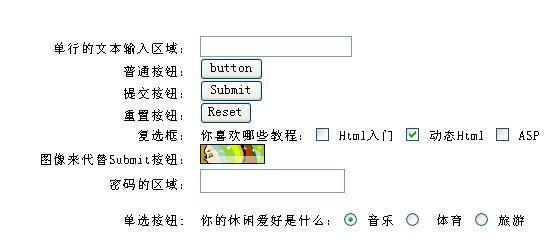 单行的文本输入区域：
普通按钮： button
提交按钮： Submit
重置按钮： Reset
复选框： 你喜欢哪些教程： Html入门 动态Html ASP
图像来代替Submit按钮：
密码的区域：
单选按钮： 你的休闲爱好是什么： 音乐 体育 旅游